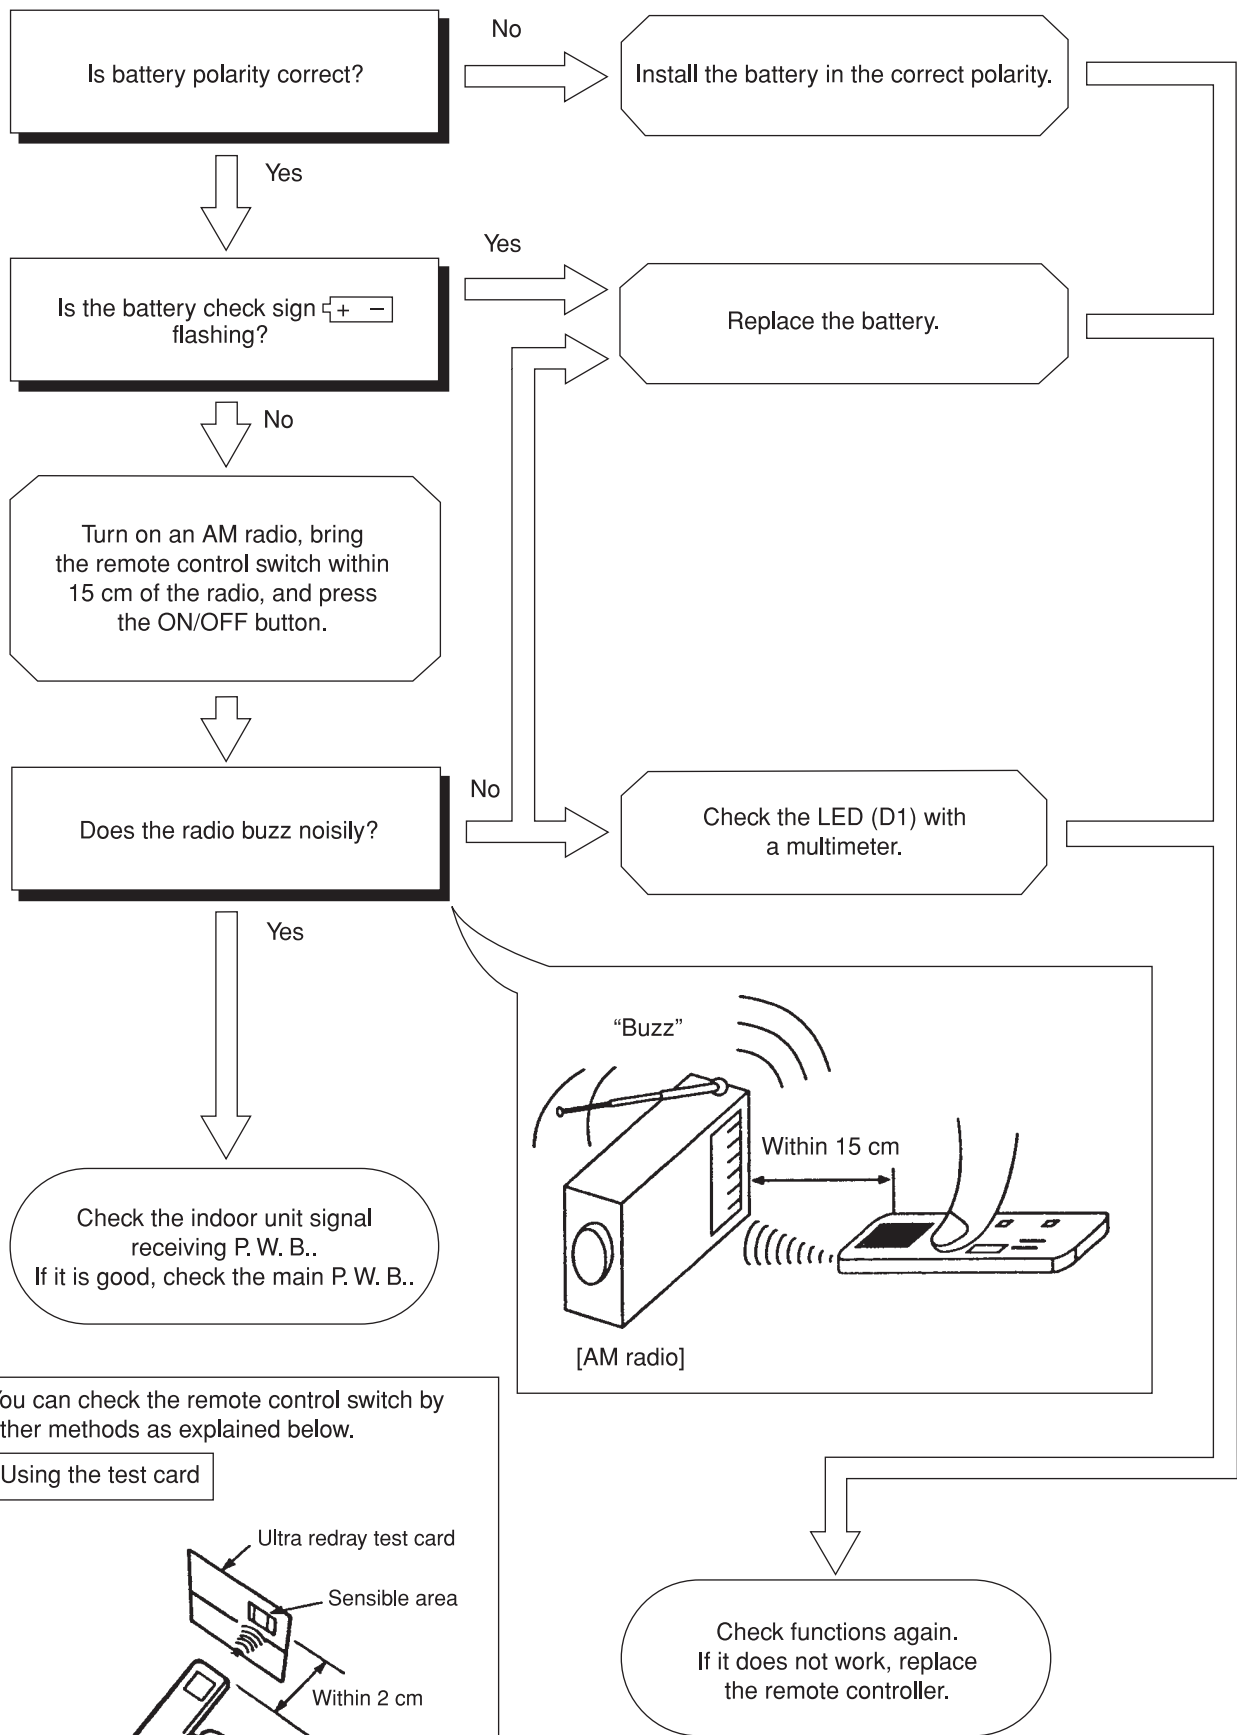 Is battery polarity correct?
No
Install the battery in the correct polarity.
Yes
Is the battery check sign + −
flashing?
Yes
Replace the battery.
No
Turn on an AM radio, bring
the remote control switch within
15 cm of the radio, and press
the ON/OFF button.
Does the radio buzz noisily?
No
Check the LED (D1) with
a multimeter.
Yes
"Buzz"
Within 15 cm
[AM radio]
Check the indoor unit signal
receiving P. W. B..
If it is good, check the main P. W. B..
ou can check the remote control switch by
ther methods as explained below.
Using the test card
Ultra redray test card
Sensible area
Within 2 cm
Check functions again.
If it does not work, replace
the remote controller.